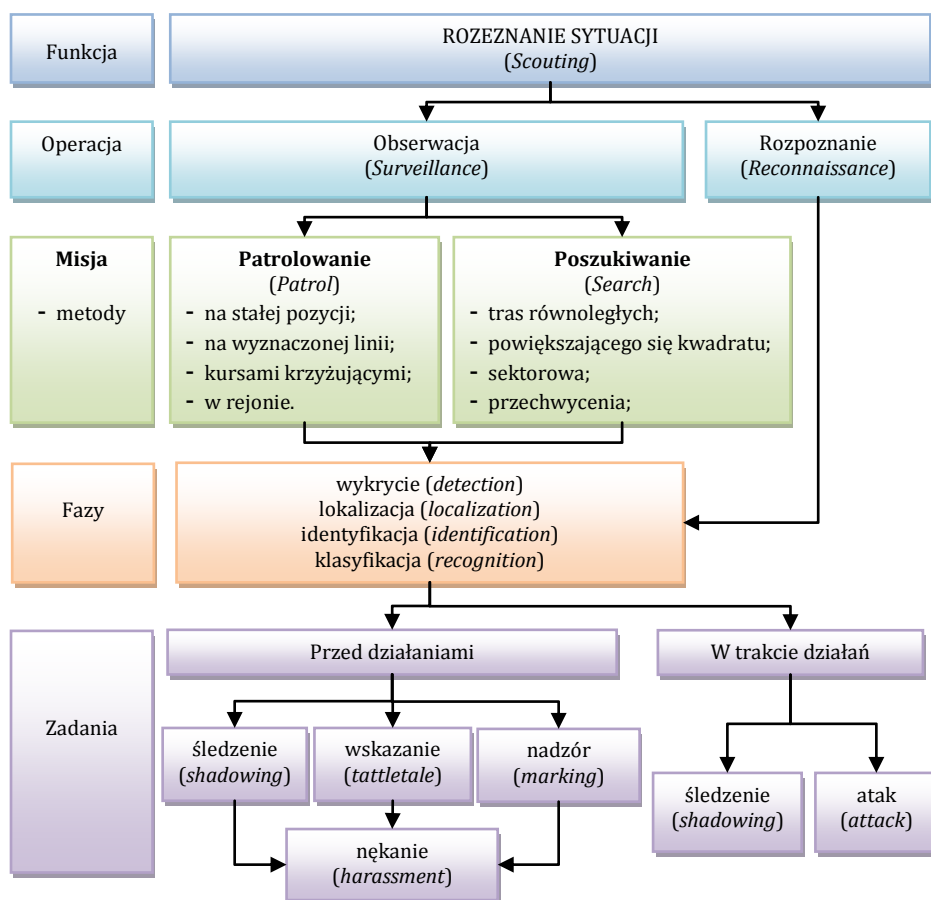 Funkcja
ROZEZNANIE SYTUACJI
(Scouting)
Operacja
Obserwacja
(Surveillance)
Rozpoznanie
(Reconnaissance)
Misja
- metody
Patrolowanie
(Patrol)
- na stałej pozycji;
- na wyznaczonej linii;
- kursami krzyżującymi;
- w rejonie.
Poszukiwanie
(Search)
- tras równoległych;
- powiększającego się kwadratu;
- sektorowa;
- przechwycenia;
Fazy
wykrycie (detection)
lokalizacja (localization)
identyfikacja (identification)
klasyfikacja (recognition)
Zadania
Przed działaniami
W trakcie działań
śledzenie
(shadowing)
wskazanie
(tattletale)
nadzór
(marking)
śledzenie
(shadowing)
atak
(attack)
nękanie
(harassment)